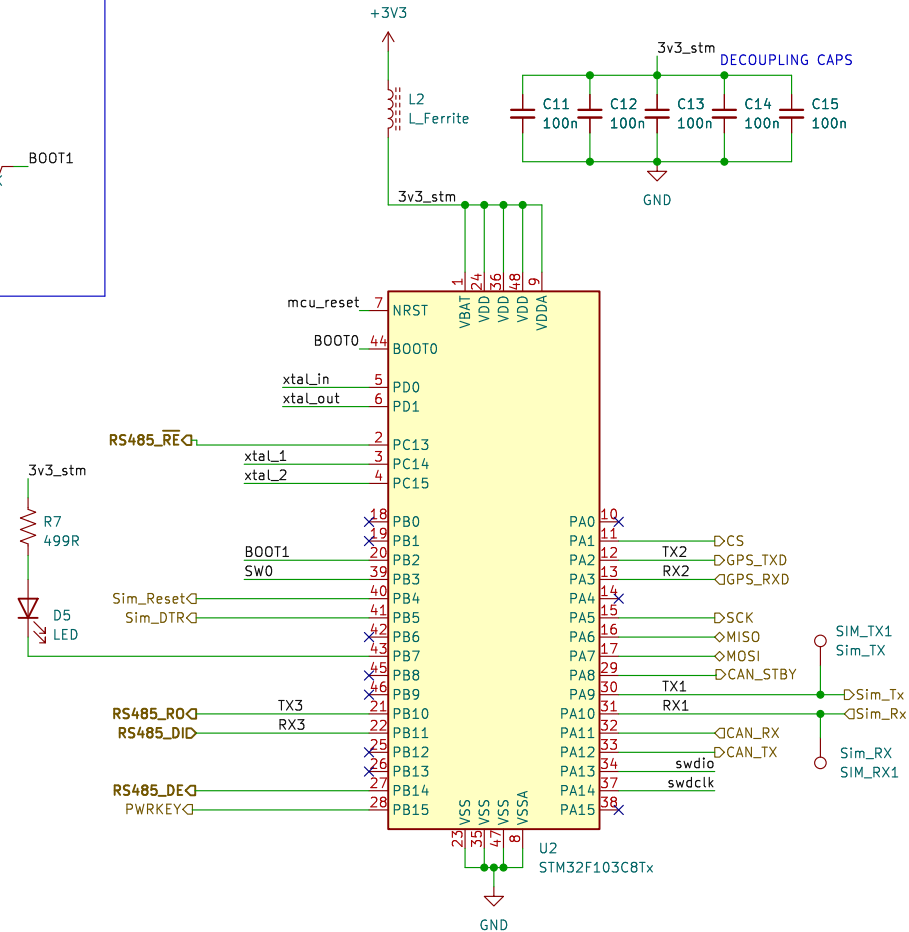 +3V3
3v3_stm
DECOUPLING CAPS
L2
L_Ferrite
C11
100n
C12
100n
C13
100n
C14
100n
C15
100n
BOOT1
GND
3v3_stm
1
24
36
48
9
VBAT
VDD
VDD
VDD
VDDA
mcu_reset 7 NRST
BOOT0 44 BOOT0
xtal_in 5 PD0
xtal_out 6 PD1
RS485_RE 2 PC13
xtal_1 3 PC14
xtal_2 4 PC15
3v3_stm
R7
499R
D5
LED
18 PB0
19 PB1
BOOT1 20 PB2
SW0 39 PB3
Sim_Reset 40 PB4
Sim_DTR 41 PB5
42 PB6
43 PB7
45 PB8
46 PB9
RS485_RO TX3 21 PB10
RS485_DI RX3 22 PB11
25 PB12
26 PB13
RS485_DE 27 PB14
PWRKEY 28 PB15
PA0 10
PA1 11 CS
PA2 12 TX2 GPS_TXD
PA3 13 RX2 GPS_RXD
PA4 14
PA5 15 SCK
PA6 16 MISO
PA7 17 MOSI
PA8 29 CAN_STBY
PA9 30 TX1 Sim_Tx
PA10 31 RX1 Sim_Rx
PA11 32 CAN_RX
PA12 33 CAN_TX
PA13 34 swdio
PA14 37 swdclk
PA15 38
SIM_TX1
Sim_TX
Sim_RX
SIM_RX1
VSS
VSS
VSS
VSSA
23
35
47
8
U2
STM32F103C8Tx
GND